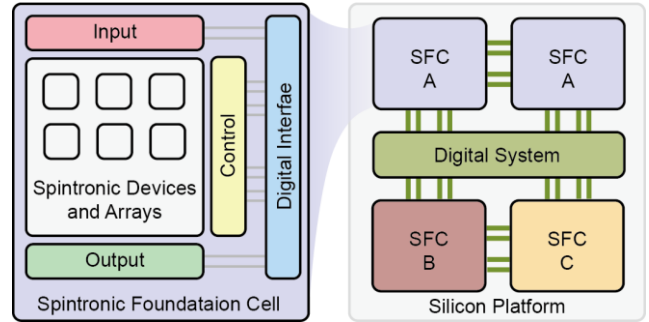 Input
Spintronic Devices
and Arrays
Control
Digital Interfae
Output
Spintronic Foundataion Cell
SFC
A
SFC
A
Digital System
SFC
B
SFC
C
Silicon Platform